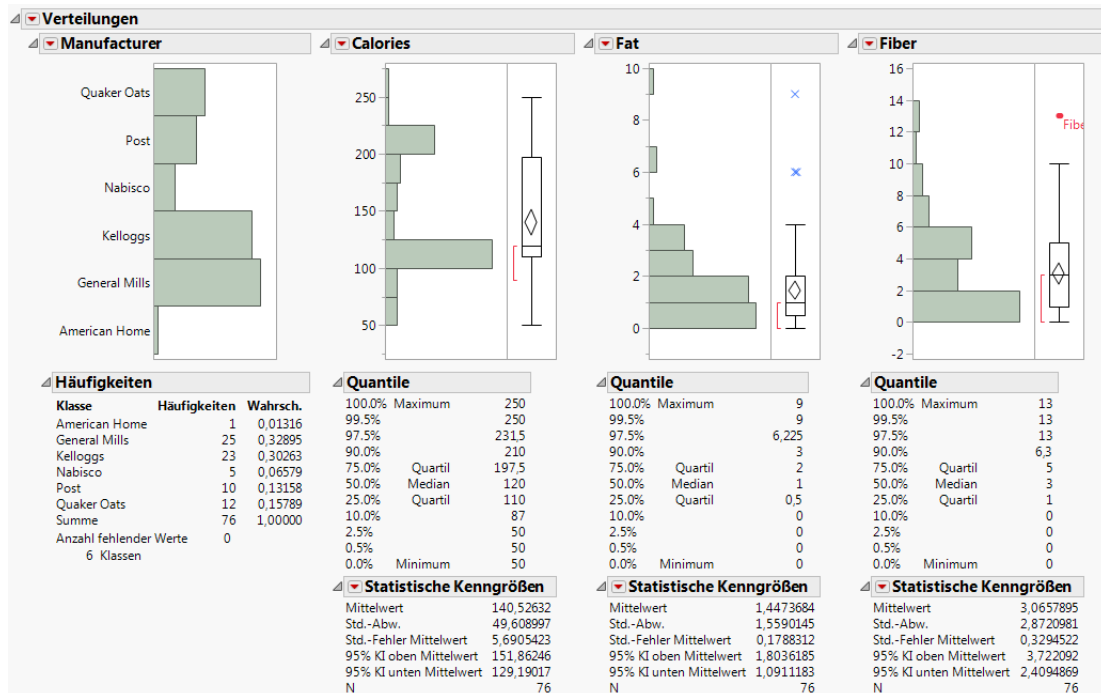 Verteilungen
Manufacturer
Quaker Oats
Post
Nabisco
Kelloggs
General Mills
American Home
Häufigkeiten
Klasse Häufigkeiten Wahrsch.
American Home 1 0,01316
General Mills 25 0,32895
Kelloggs 23 0,30263
Nabisco 5 0,06579
Post 10 0,13158
Quaker Oats 12 0,15789
Summe 76 1,00000
Anzahl fehlender Werte 0
6 Klassen
Calories
250
200
150
100
50
Quantile
100.0% Maximum 250
99.5% 250
97.5% 231,5
90.0% 210
75.0% Quartil 197,5
50.0% Median 120
25.0% Quartil 110
10.0% 87
2.5% 50
0.5% 50
0.0% Minimum 50
Statistische Kenngrößen
Mittelwert 140,52632
Std.-Abw. 49,608997
Std.-Fehler Mittelwert 5,6905423
95% KI oben Mittelwert 151,86246
95% KI unten Mittelwert 129,19017
N 76
Fat
10
8
6
4
2
0
Quantile
100.0% Maximum 9
99.5% 9
97.5% 6,225
90.0% 3
75.0% Quartil 2
50.0% Median 1
25.0% Quartil 0,5
10.0% 0
2.5% 0
0.5% 0
0.0% Minimum 0
Statistische Kenngrößen
Mittelwert 1,4473684
Std.-Abw. 1,5590145
Std.-Fehler Mittelwert 0,1788312
95% KI oben Mittelwert 1,8036185
95% KI unten Mittelwert 1,0911183
N 76
Fiber
16
14
12
10
8
6
4
2
0
-2
Fibe
Quantile
100.0% Maximum 13
99.5% 13
97.5% 13
90.0% 6,3
75.0% Quartil 5
50.0% Median 3
25.0% Quartil 1
10.0% 0
2.5% 0
0.5% 0
0.0% Minimum 0
Statistische Kenngrößen
Mittelwert 3,0657895
Std.-Abw. 2,8720981
Std.-Fehler Mittelwert 0,3294522
95% KI oben Mittelwert 3,722092
95% KI unten Mittelwert 2,4094869
N 76